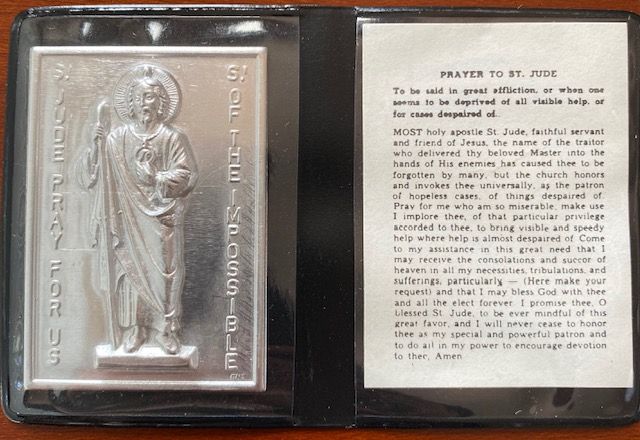 ST JUDE PRAY FOR US
ST OF THE IMPOSSIBLE
PRAYER TO ST. JUDE
To be said in great affliction, or when one
seems to be deprived of all visible help, or
for cases despaired of.
MOST holy apostle St. Jude, faithful servant
and friend of Jesus, the name of the traitor
who delivered thy beloved Master into the
hands of His enemies has caused thee to be
forgotten by many, but the church honors
and invokes thee universally, as the patron
of hopeless cases, of things despaired of.
Pray for me who am so miserable, make use
I implore thee, of that particular privilege
accorded to thee, to bring visible and speedy
help where help is almost despaired of. Come
to my assistance in this great need that I
may receive the consolations and succor of
heaven in all my necessities, tribulations, and
sufferings, particularly — (Here make your
request) and that I may bless God with thee
and all the elect forever. I promise thee, O
blessed St. Jude, to be ever mindful of this
great favor, and I will never cease to honor
thee as my special and powerful patron and
to do all in my power to encourage devotion
to thee, Amen